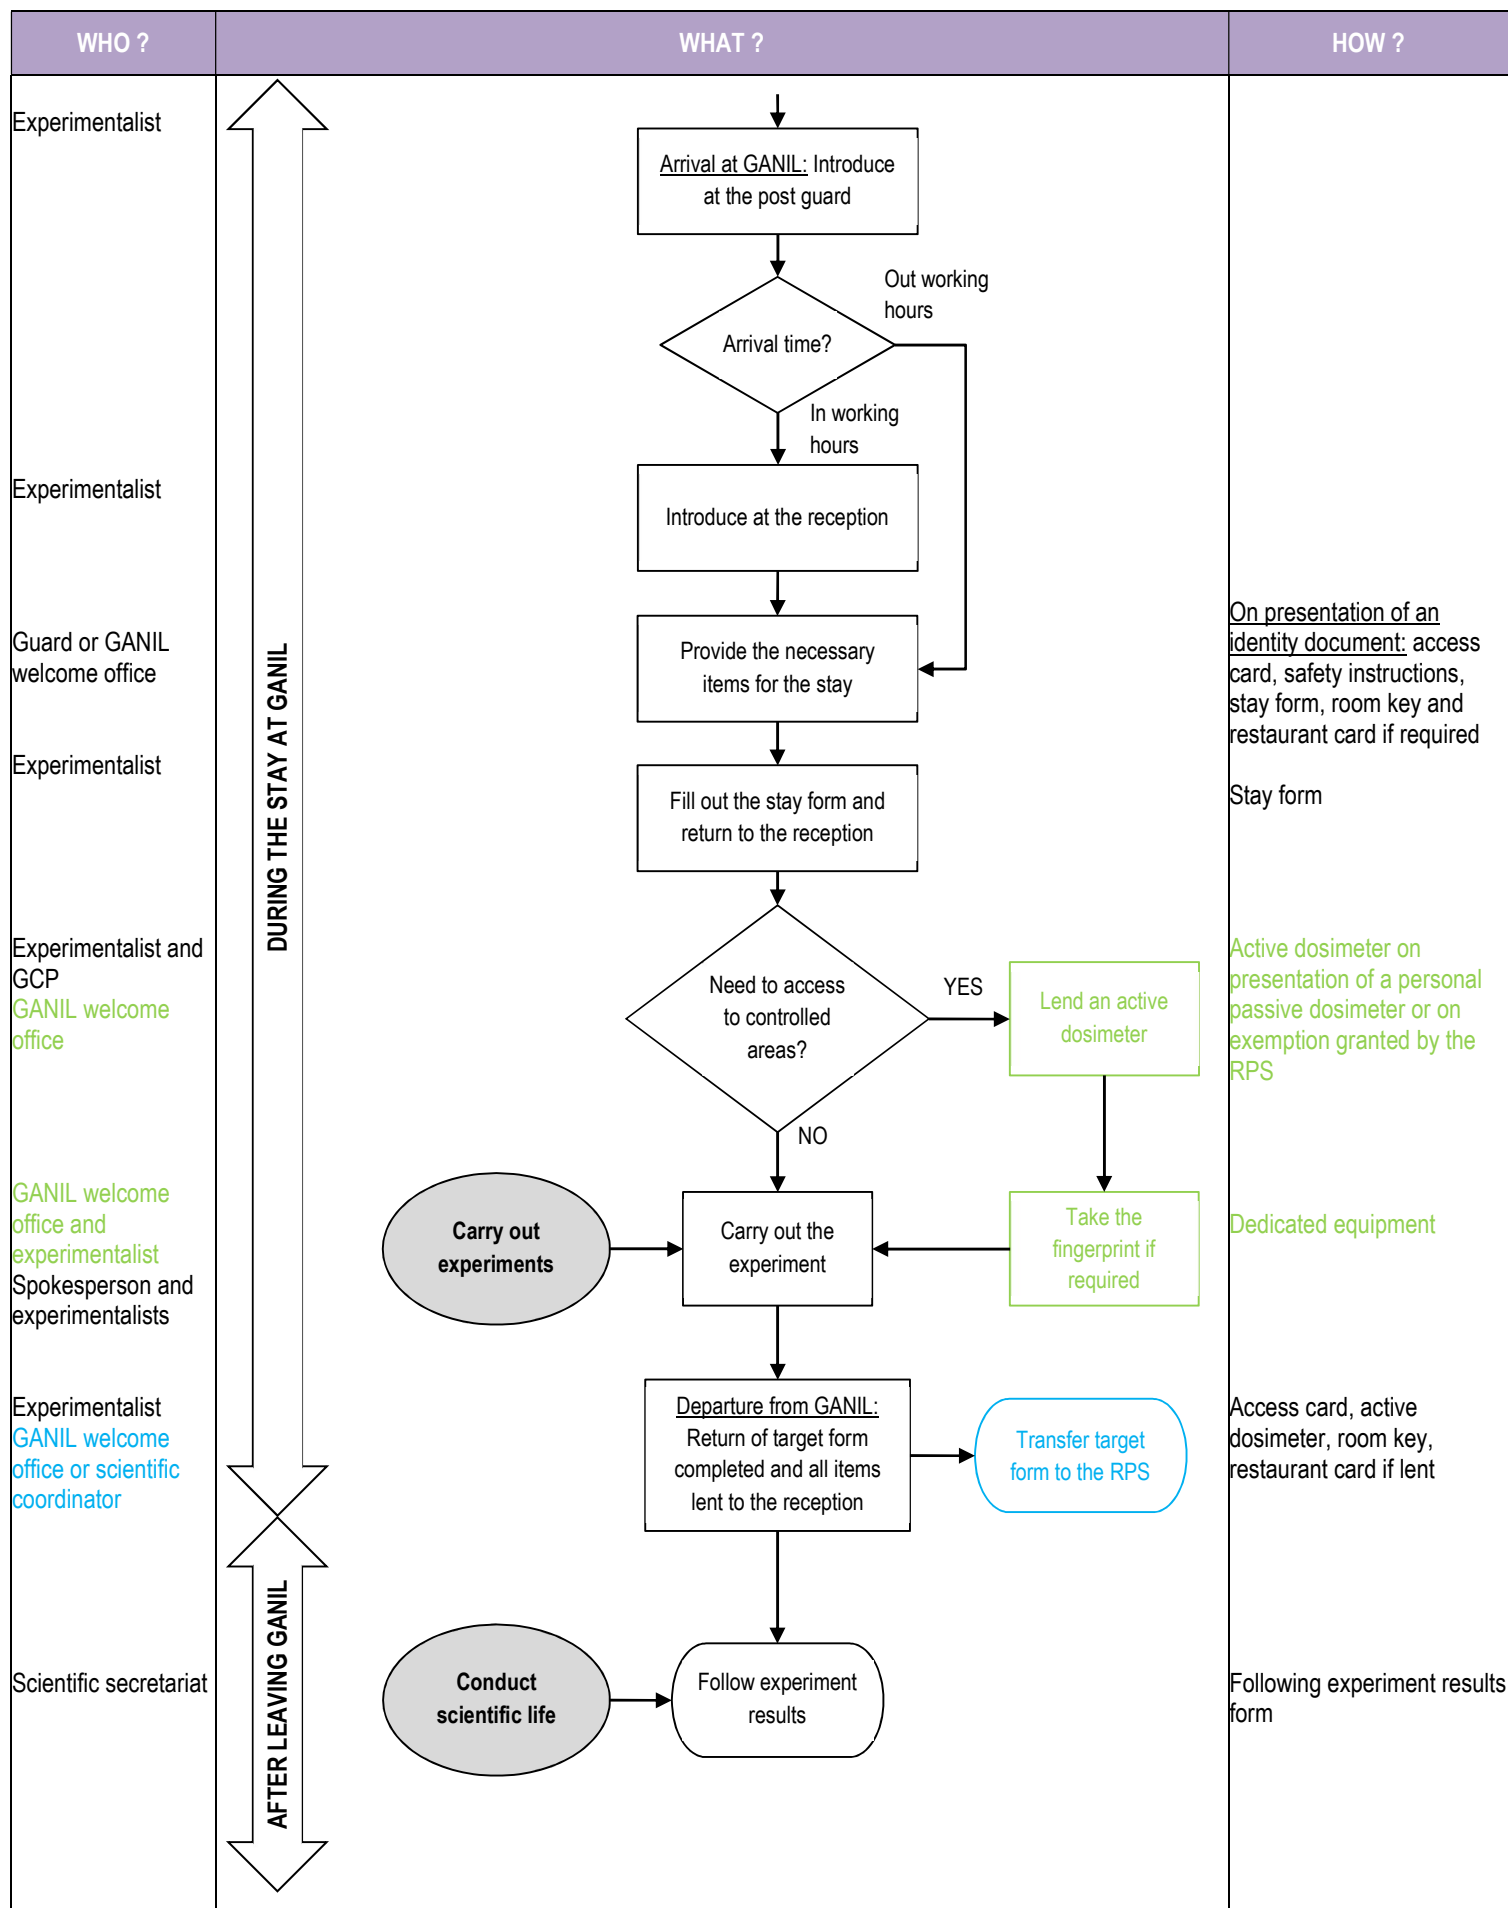 WHO ?
WHAT ?
HOW ?
Experimentalist
Arrival at GANIL: Introduce
at the post guard
Out working
hours
Arrival time?
In working
hours
Experimentalist
Introduce at the reception
Guard or GANIL
welcome office
Provide the necessary
items for the stay
On presentation of an
identity document: access
card, safety instructions,
stay form, room key and
restaurant card if required
Experimentalist
Fill out the stay form and
return to the reception
Stay form
DURING THE STAY AT GANIL
Experimentalist and
GCP
GANIL welcome
office
Need to access
to controlled
areas?
YES
Lend an active
dosimeter
Active dosimeter on
presentation of a personal
passive dosimeter or on
exemption granted by the
RPS
NO
GANIL welcome
office and
experimentalist
Spokesperson and
experimentalists
Carry out
experiments
Carry out the
experiment
Take the
fingerprint if
required
Dedicated equipment
Experimentalist
GANIL welcome
office or scientific
coordinator
Departure from GANIL:
Return of target form
completed and all items
lent to the reception
Transfer target
form to the RPS
Access card, active
dosimeter, room key,
restaurant card if lent
AFTER LEAVING GANIL
Scientific secretariat
Conduct
scientific life
Follow experiment
results
Following experiment results
form